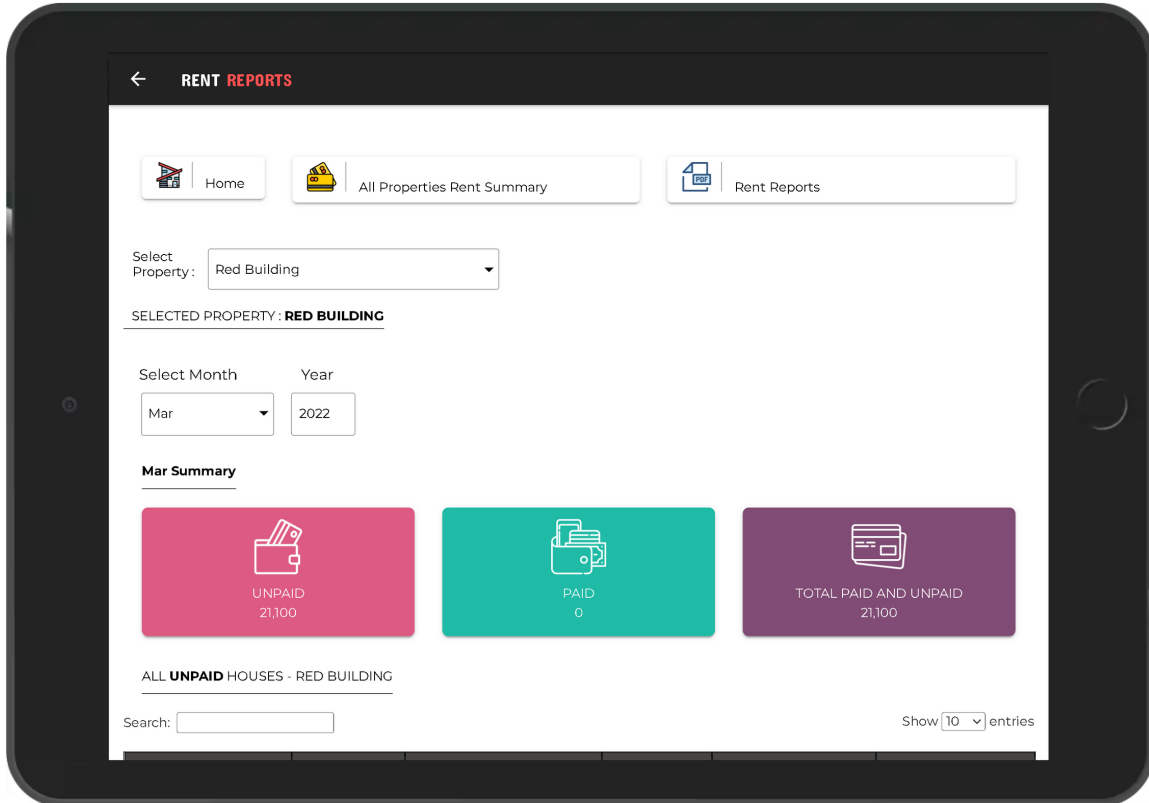 RENT REPORTS
Home
All Properties Rent Summary
PDF
Rent Reports
Select
Property :
Red Building
SELECTED PROPERTY : RED BUILDING
Select Month
Year
Mar
2022
Mar Summary
UNPAID
21,100
PAID
0
TOTAL PAID AND UNPAID
21,100
ALL UNPAID HOUSES - RED BUILDING
Search:
Show 10 entries